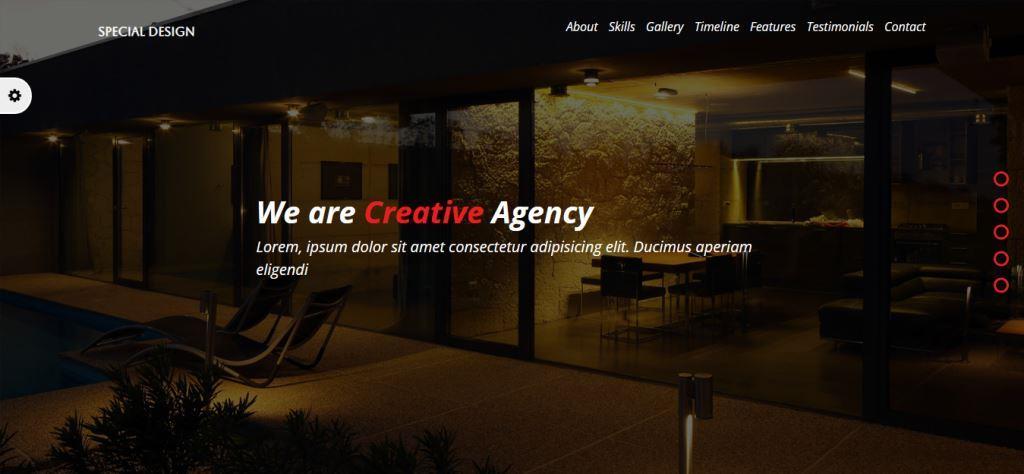 SPECIAL DESIGN
About Skills Gallery Timeline Features Testimonials Contact
We are Creative Agency
Lorem, ipsum dolor sit amet consectetur adipisicing elit. Ducimus aperiam
eligendi